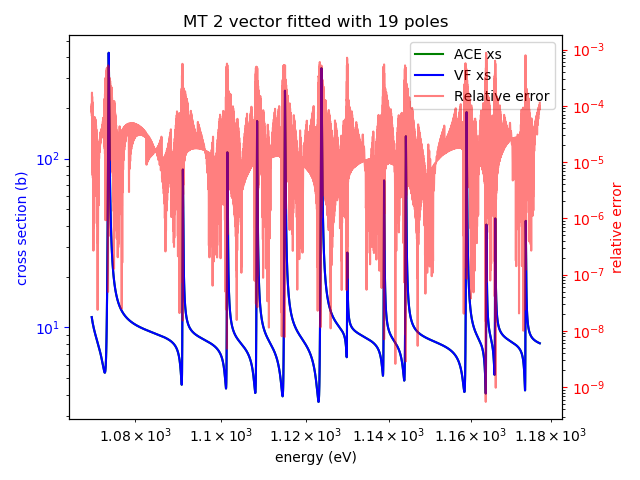 MT 2 vector fitted with 19 poles
ACE xs
VF xs
Relative error
cross section (b)
10²
10¹
relative error
10⁻³
10⁻⁴
10⁻⁵
10⁻⁶
10⁻⁷
10⁻⁸
10⁻⁹
1.08 × 10³ 1.1 × 10³ 1.12 × 10³ 1.14 × 10³ 1.16 × 10³ 1.18 × 10³
energy (eV)